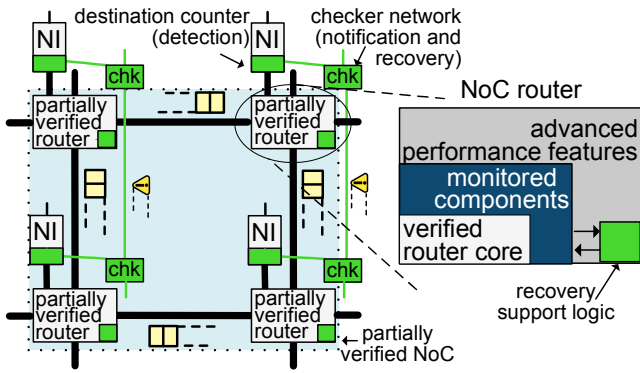 destination counter
(detection)
checker network
(notification and
recovery)
NI
NI
chk
chk
NoC router
partially
verified
router
partially
verified
router
advanced
performance features
monitored
components
verified
router core
!
!
NI
NI
chk
chk
recovery
support logic
partially
verified
router
partially
verified
router
partially
verified NoC